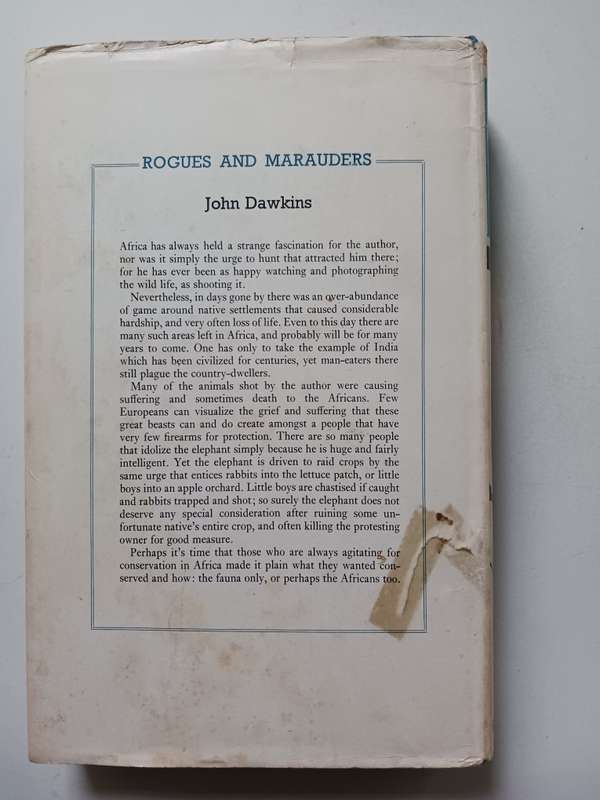 ROGUES AND MARAUDERS
John Dawkins
Africa has always held a strange fascination for the author,
nor was it simply the urge to hunt that attracted him there;
for he has ever been as happy watching and photographing
the wild life, as shooting it.
Nevertheless, in days gone by there was an over-abundance
of game around native settlements that caused considerable
hardship, and very often loss of life. Even to this day there are
many such areas left in Africa, and probably will be for many
years to come. One has only to take the example of India
which has been civilized for centuries, yet man-eaters there
still plague the country-dwellers.
Many of the animals shot by the author were causing
suffering and sometimes death to the Africans. Few
Europeans can visualize the grief and suffering that these
great beasts can and do create amongst a people that have
very few firearms for protection. There are so many people
that idolize the elephant simply because he is huge and fairly
intelligent. Yet the elephant is driven to raid crops by the
same urge that entices rabbits into the lettuce patch, or little
boys into an apple orchard. Little boys are chastised if caught
and rabbits trapped and shot; so surely the elephant does not
deserve any special consideration after ruining some un-
fortunate native's entire crop, and often killing the protesting
owner for good measure.
Perhaps it's time that those who are always agitating for
conservation in Africa made it plain what they wanted con-
served and how: the fauna only, or perhaps the Africans too.